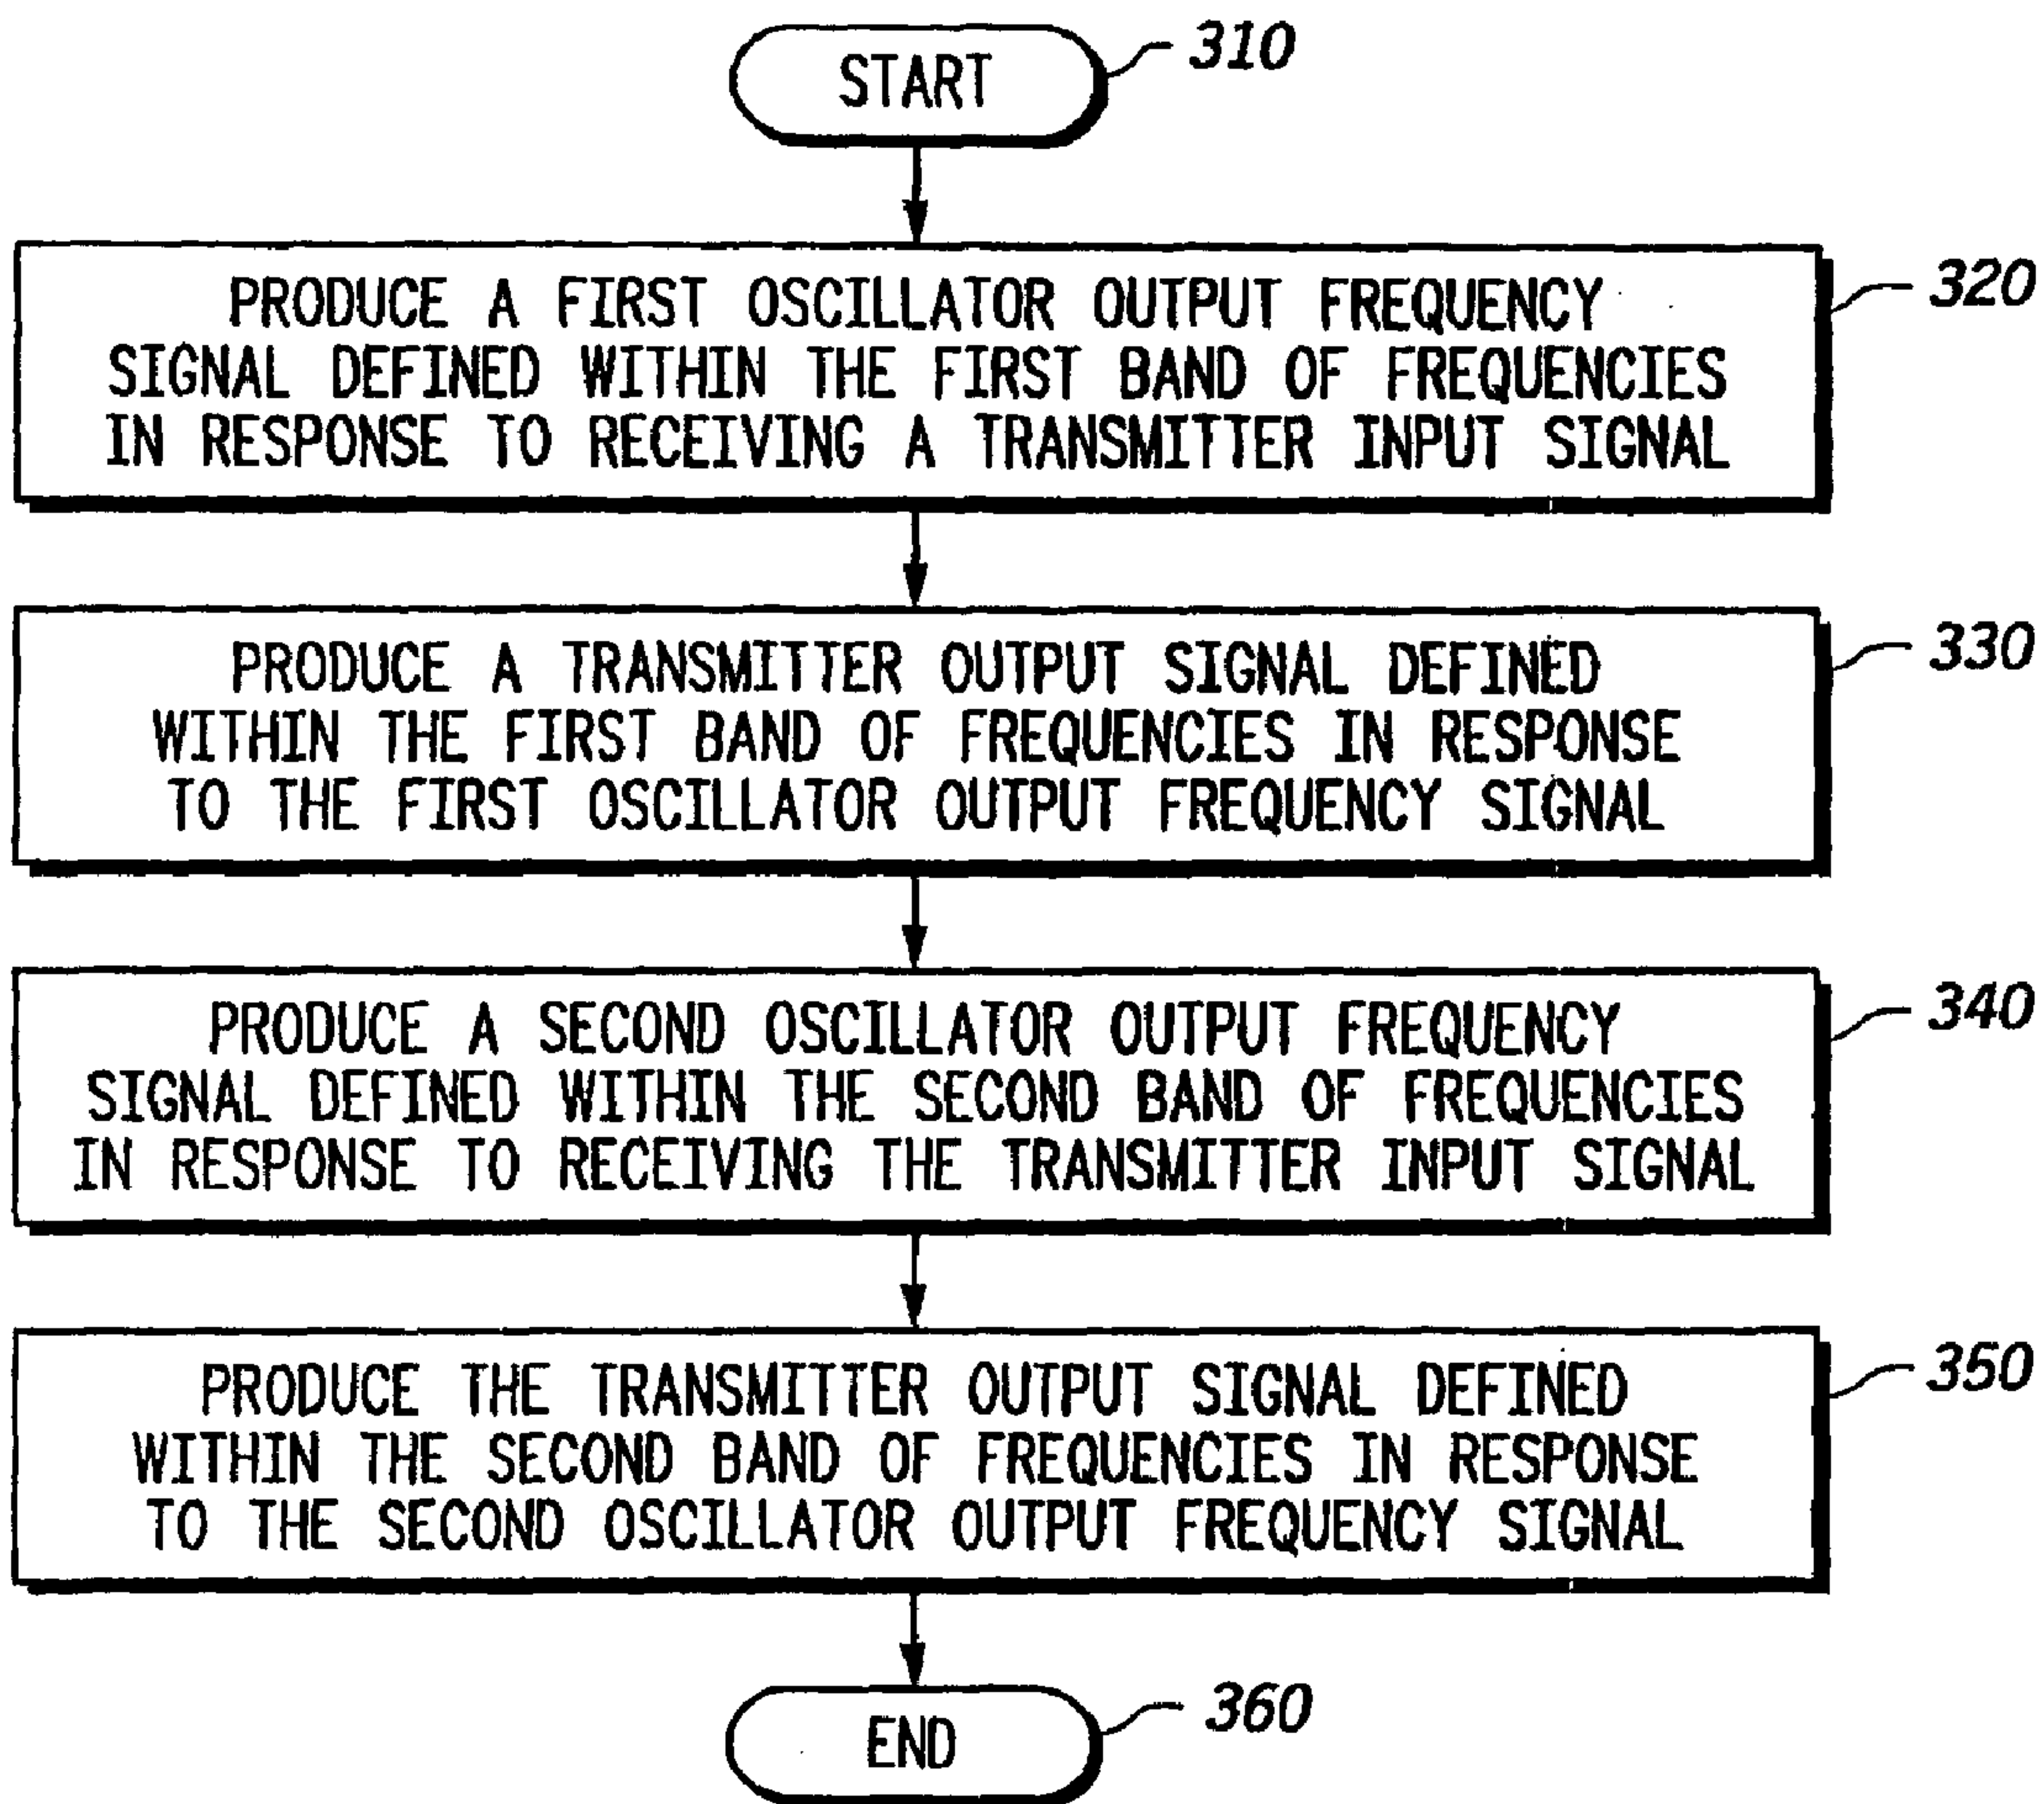 START
310
PRODUCE A FIRST OSCILLATOR OUTPUT FREQUENCY
320
SIGNAL DEFINED WITHIN THE FIRST BAND OF FREQUENCIES
IN RESPONSE TO RECEIVING A TRANSMITTER INPUT SIGNAL
PRODUCE A TRANSMITTER OUTPUT SIGNAL DEFINED
330
WITHIN THE FIRST BAND OF FREQUENCIES IN RESPONSE
TO THE FIRST OSCILLATOR OUTPUT FREQUENCY SIGNAL
PRODUCE A SECOND OSCILLATOR OUTPUT FREQUENCY
340
SIGNAL DEFINED WITHIN THE SECOND BAND OF FREQUENCIES
IN RESPONSE TO RECEIVING THE TRANSMITTER INPUT SIGNAL
PRODUCE THE TRANSMITTER OUTPUT SIGNAL DEFINED
350
WITHIN THE SECOND BAND OF FREQUENCIES IN RESPONSE
TO THE SECOND OSCILLATOR OUTPUT FREQUENCY SIGNAL
END
360